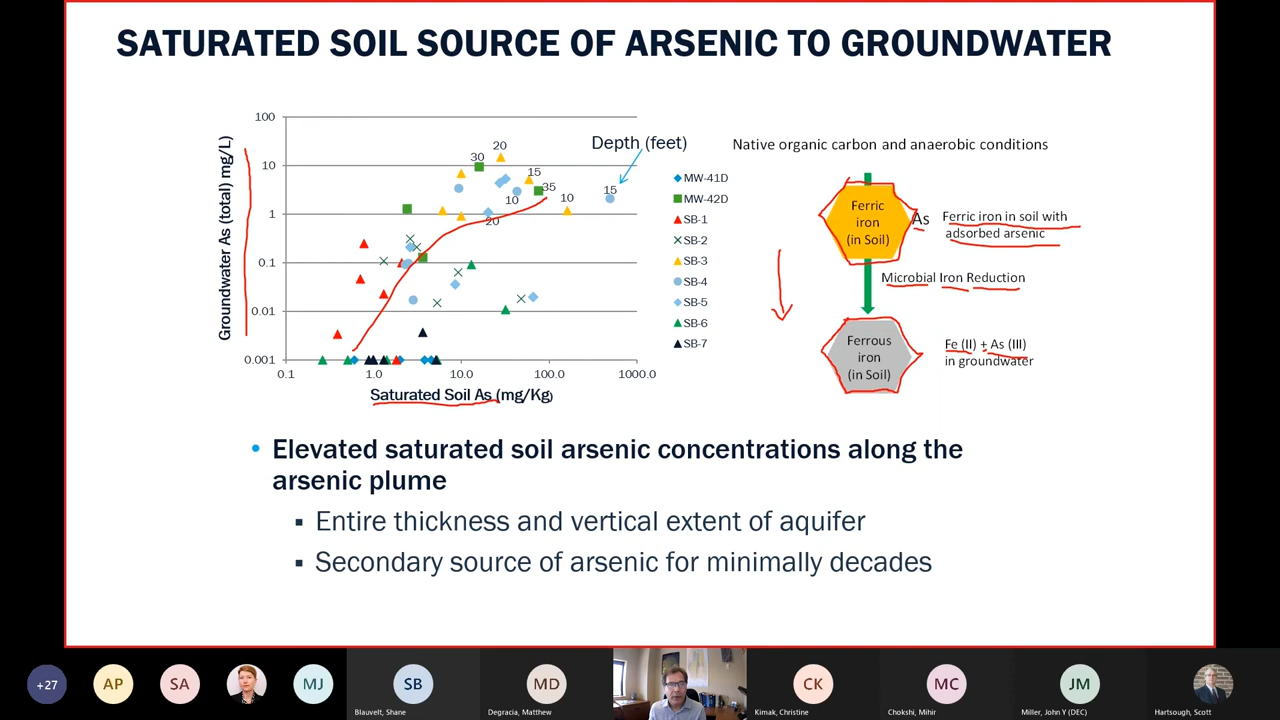 SATURATED SOIL SOURCE OF ARSENIC TO GROUNDWATER
Groundwater As (total) mg/L)
100
10
1
0.1
0.01
0.001
0.1
1.0
10.0
100.0
1000.0
Saturated Soil As (mg/Kg)
Depth (feet)
20
30
15
35
10
10
15
20
MW-41D
MW-42D
SB-1
SB-2
SB-3
SB-4
SB-5
SB-6
SB-7
Native organic carbon and anaerobic conditions
Ferric
iron
(in Soil)
As
Ferric iron in soil with
adsorbed arsenic
Microbial Iron Reduction
Ferrous
iron
(in Soil)
Fe (II) + As (III)
in groundwater
• Elevated saturated soil arsenic concentrations along the
arsenic plume
▪ Entire thickness and vertical extent of aquifer
▪ Secondary source of arsenic for minimally decades
+27
AP
SA
MJ
SB
Blauvelt, Shane
MD
Degracia, Matthew
CK
Kimak, Christine
MC
Chokshi, Mihir
JM
Miller, John Y (DEC)
Hartsough, Scott